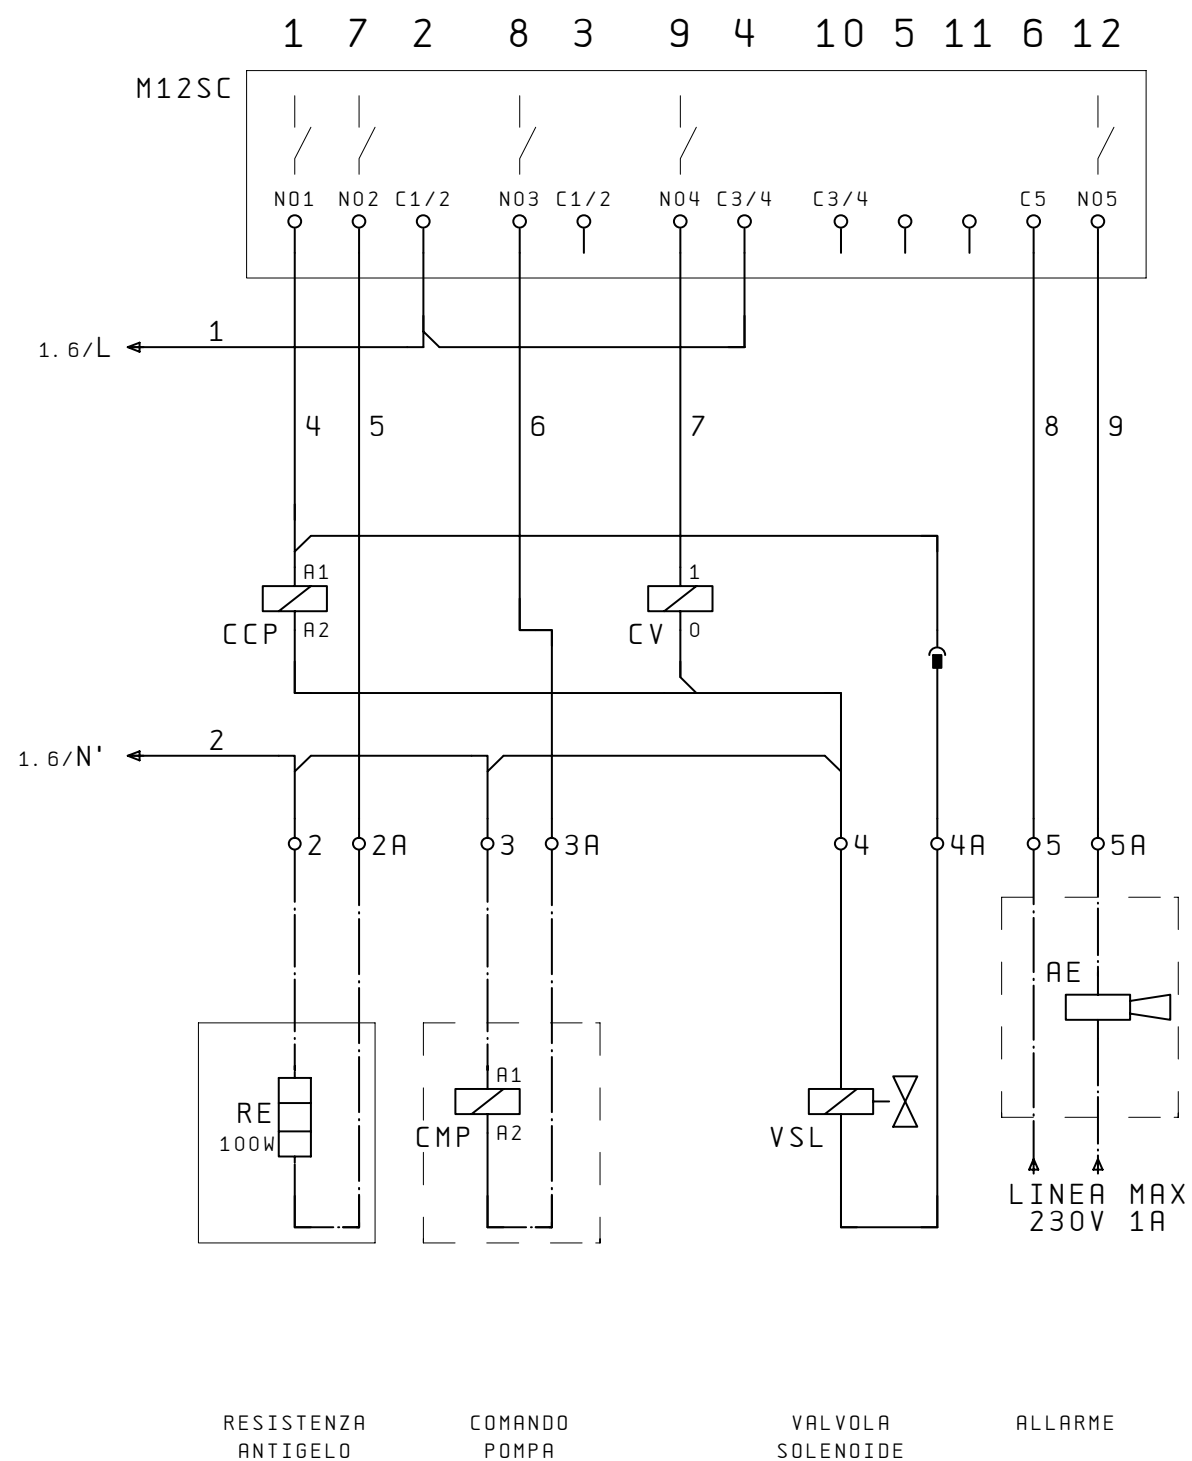 1 7 2 8 3 9 4 10 5 11 6 12
M12SC
NO1 NO2 C1/2 NO3 C1/2 NO4 C3/4 C3/4 C5 NO5
1
1.6/L
4 5 6 7 8 9
A1 1
CCP A2 CV 0
2
1.6/N'
2 2A 3 3A 4 4A 5 5A
AE
A1
RE
100W
CMP A2 VSL
LINEA MAX
230V 1A
RESISTENZA COMANDO VALVOLA ALLARME
ANTIGELO POMPA SOLENOIDE